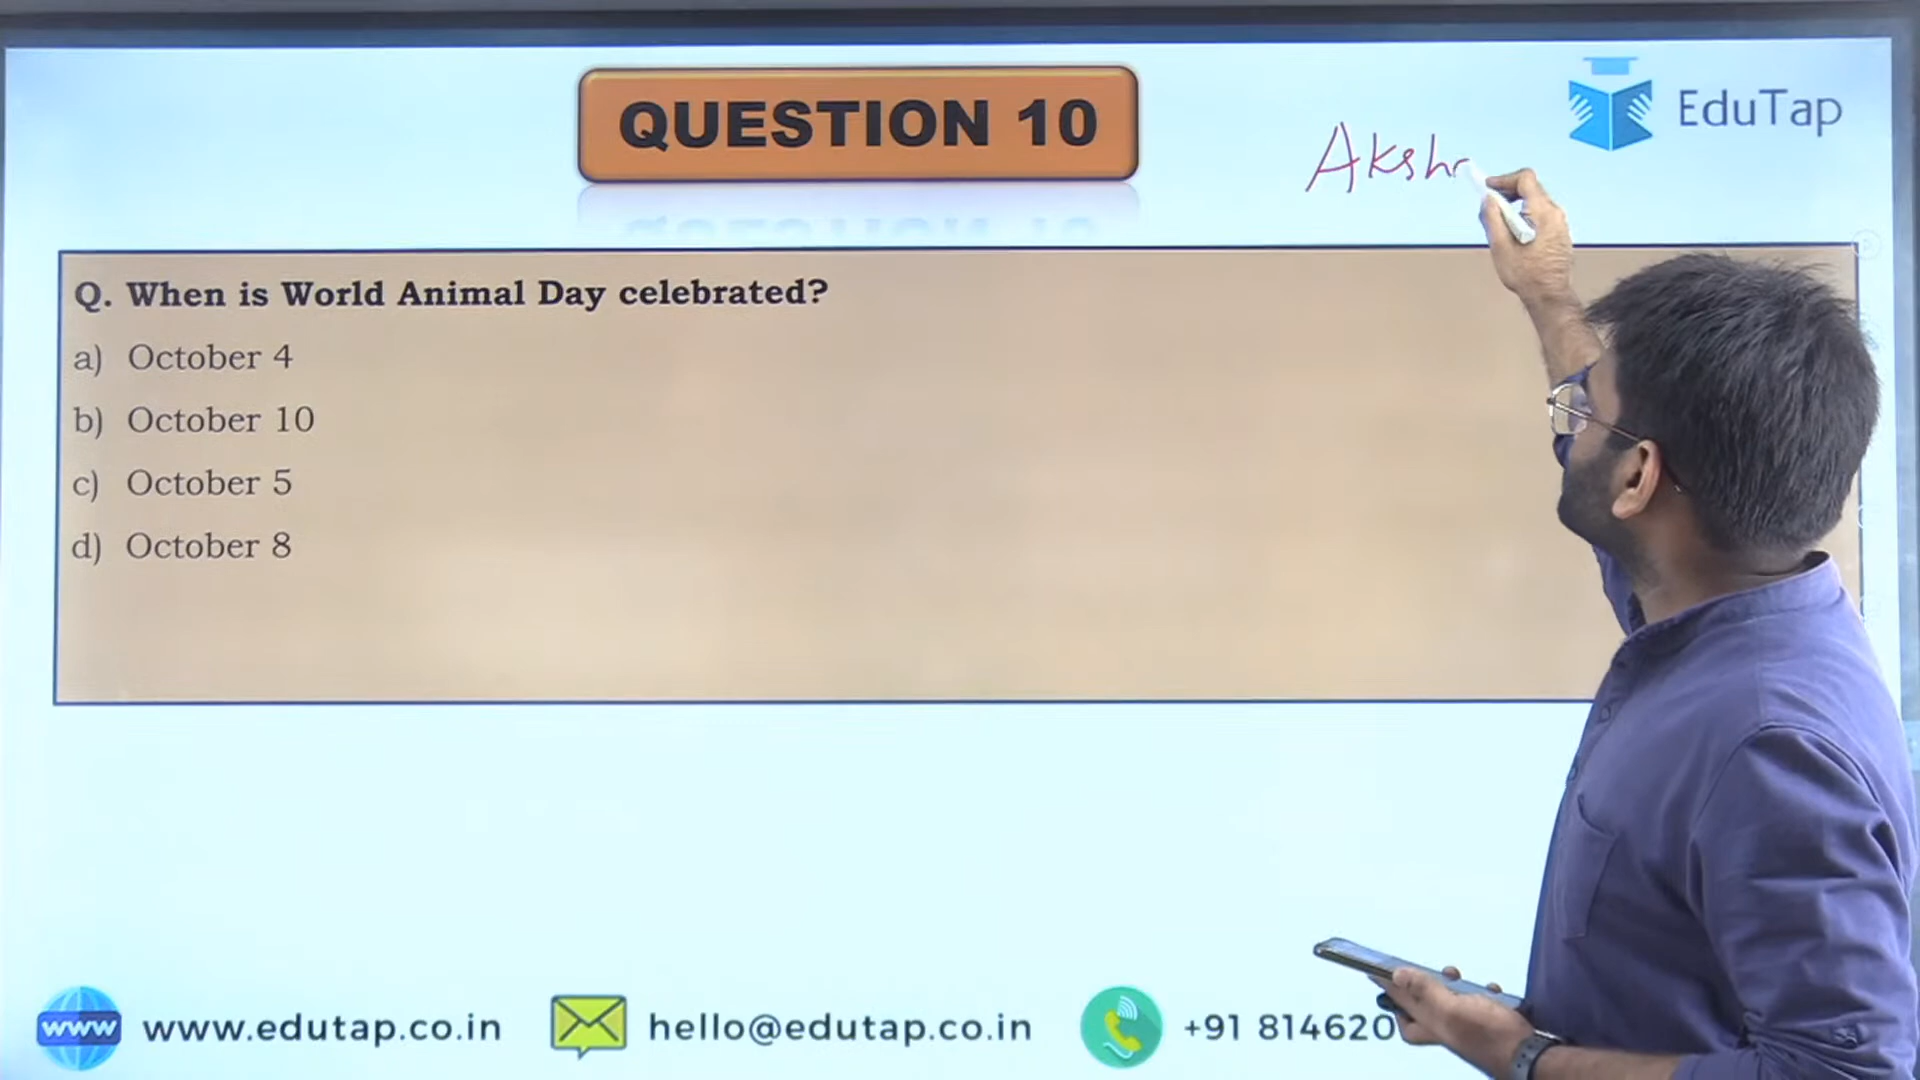 QUESTION 10
EduTap
Aksh
Q. When is World Animal Day celebrated?
a) October 4
b) October 10
c) October 5
d) October 8
www
www.edutap.co.in
hello@edutap.co.in
+91 814620